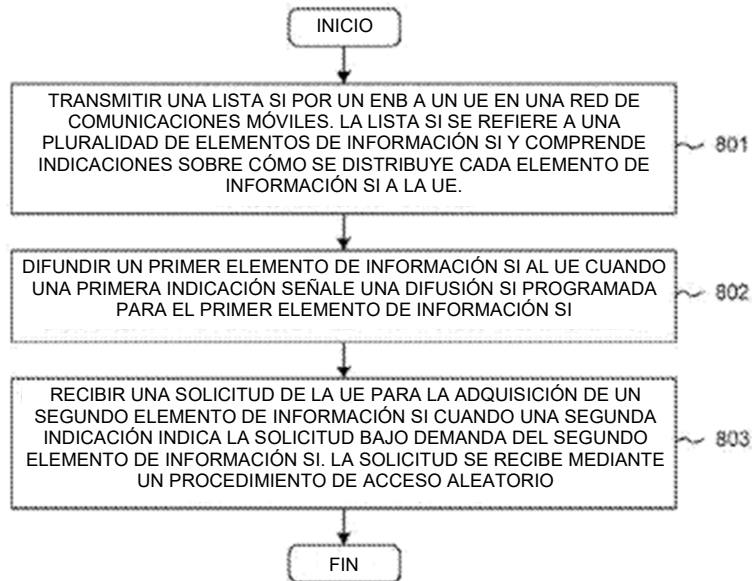 INICIO
TRANSMITIR UNA LISTA SI POR UN ENB A UN UE EN UNA RED DE
COMUNICACIONES MÓVILES. LA LISTA SI SE REFIERE A UNA
PLURALIDAD DE ELEMENTOS DE INFORMACIÓN SI Y COMPRENDE
INDICACIONES SOBRE CÓMO SE DISTRIBUYE CADA ELEMENTO DE
INFORMACIÓN SI A LA UE.
801
DIFUNDIR UN PRIMER ELEMENTO DE INFORMACIÓN SI AL UE CUANDO
UNA PRIMERA INDICACIÓN SEÑALE UNA DIFUSIÓN SI PROGRAMADA
PARA EL PRIMER ELEMENTO DE INFORMACIÓN SI
802
RECIBIR UNA SOLICITUD DE LA UE PARA LA ADQUISICIÓN DE UN
SEGUNDO ELEMENTO DE INFORMACIÓN SI CUANDO UNA SEGUNDA
INDICACIÓN INDICA LA SOLICITUD BAJO DEMANDA DEL SEGUNDO
ELEMENTO DE INFORMACIÓN SI. LA SOLICITUD SE RECIBE MEDIANTE
UN PROCEDIMIENTO DE ACCESO ALEATORIO
803
FIN